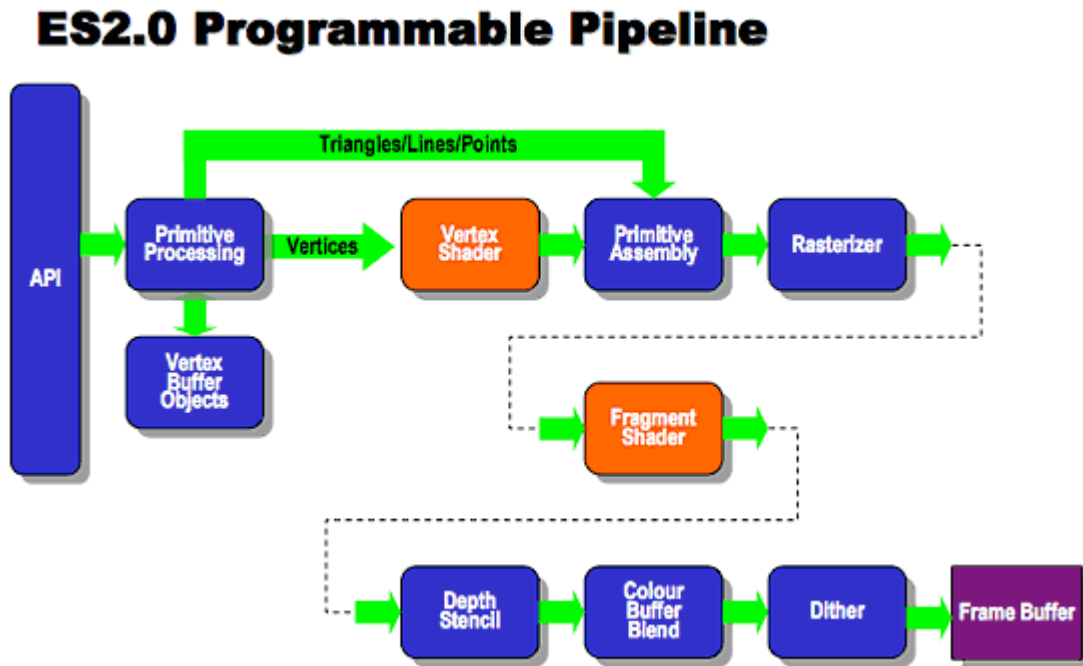 ES2.0 Programmable Pipeline
Triangles/Lines/Points
API
Primitive
Processing
Vertices
Vertex
Shader
Primitive
Assembly
Rasterizer
Vertex
Buffer
Objects
Fragment
Shader
Depth
Stencil
Colour
Buffer
Blend
Dither
Frame Buffer